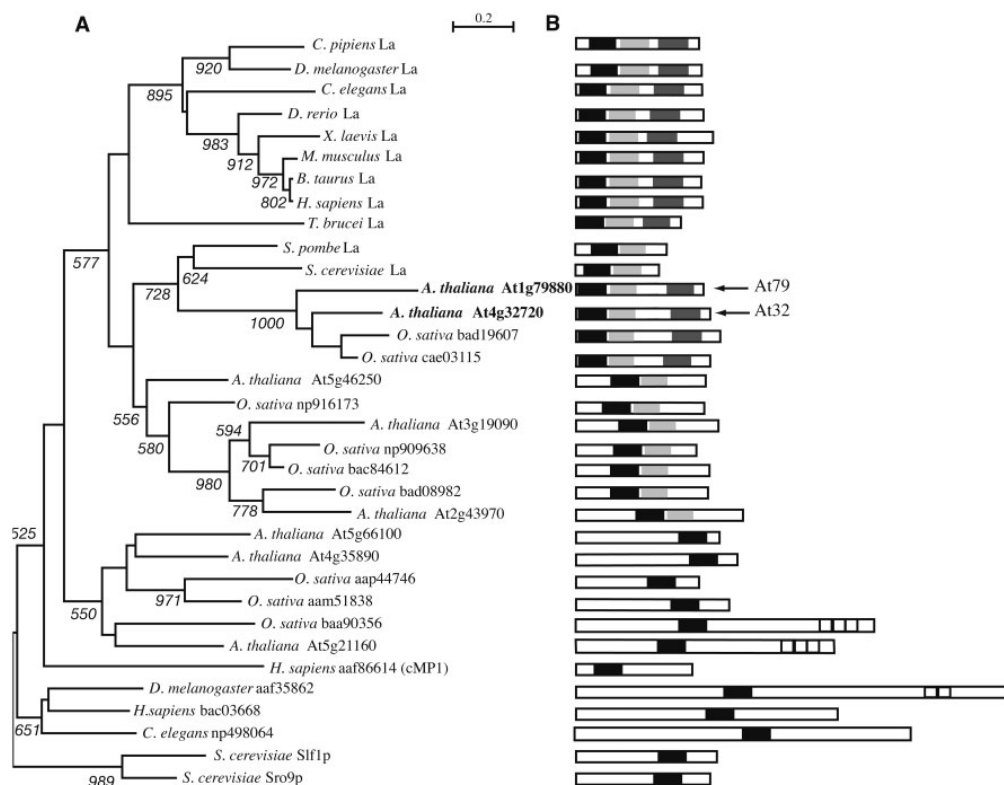 A 0.2 B
C. pipiens La
920
D. melanogaster La
895
C. elegans La
D. rerio La
983
X. laevis La
912
M. musculus La
972
B. taurus La
802
H. sapiens La
T. brucei La
577
S. pombe La
624
S. cerevisiae La
728
A. thaliana At1g79880 At79
1000
A. thaliana At4g32720 At32
O. sativa bad19607
O. sativa cae03115
A. thaliana At5g46250
O. sativa np916173
556
A. thaliana At3g19090
594
580
O. sativa np909638
701
O. sativa bac84612
980
O. sativa bad08982
778
A. thaliana At2g43970
525
A. thaliana At5g66100
A. thaliana At4g35890
O. sativa aap44746
971
O. sativa aam51838
550
O. sativa baa90356
A. thaliana At5g21160
H. sapiens aaf86614 (cMP1)
D. melanogaster aaf35862
H.sapiens bac03668
651
C. elegans np498064
S. cerevisiae Slf1p
989
S. cerevisiae Sro9p